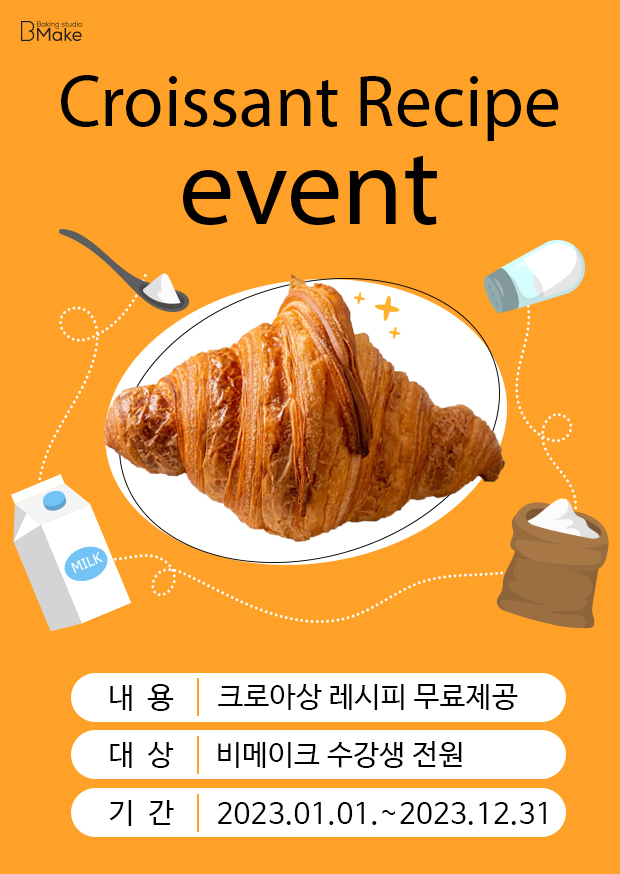 Baking studio
BMake
Croissant Recipe
event
MILK
내 용 크로아상 레시피 무료제공
대 상 비메이크 수강생 전원
기 간 2023.01.01.~2023.12.31